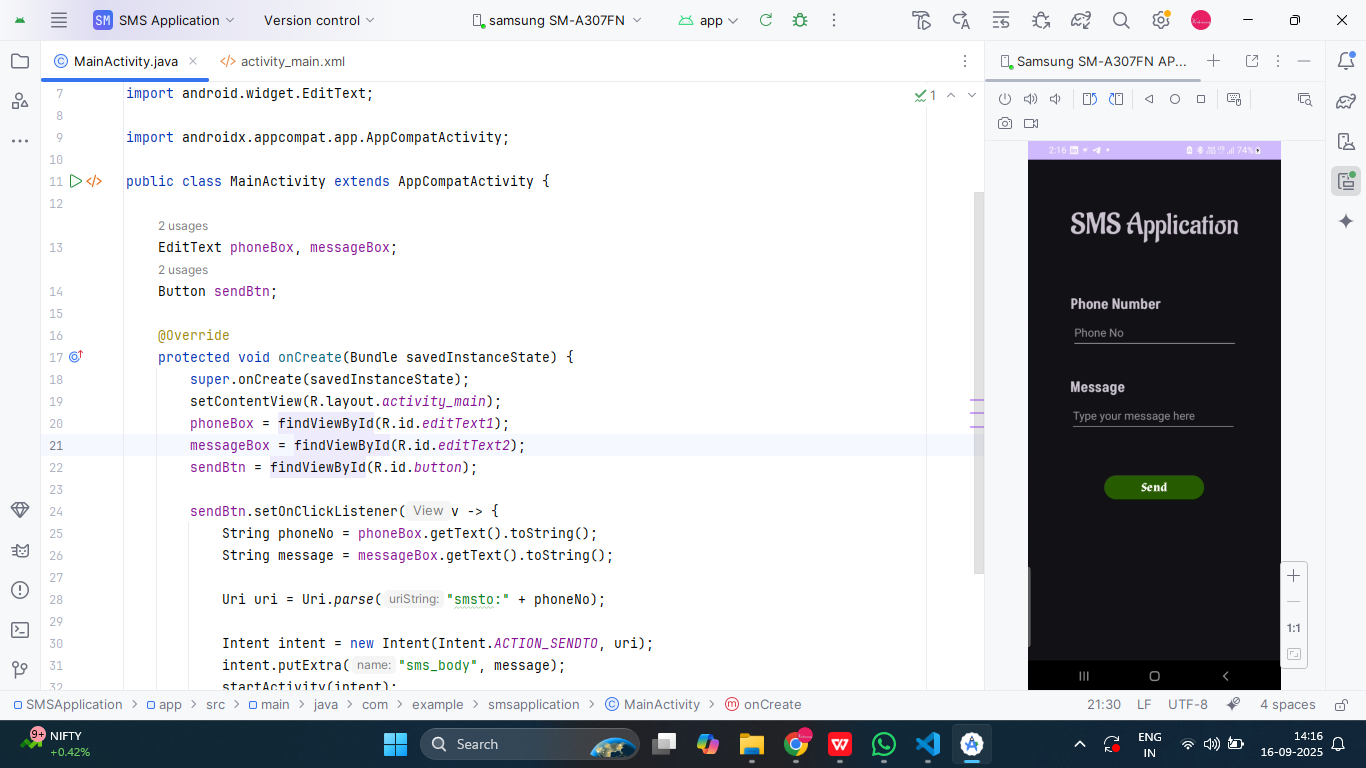 SM SMS Application Version control samsung SM-A307FN app
MainActivity.java activity_main.xml
7 import android.widget.EditText;
8
9 import androidx.appcompat.app.AppCompatActivity;
10
11 public class MainActivity extends AppCompatActivity {
12
2 usages
13 EditText phoneBox, messageBox;
2 usages
14 Button sendBtn;
15
16 @Override
17 protected void onCreate(Bundle savedInstanceState) {
18 super.onCreate(savedInstanceState);
19 setContentView(R.layout.activity_main);
20 phoneBox = findViewById(R.id.editText1);
21 messageBox = findViewById(R.id.editText2);
22 sendBtn = findViewById(R.id.button);
23
24 sendBtn.setOnClickListener( View v -> {
25 String phoneNo = phoneBox.getText().toString();
26 String message = messageBox.getText().toString();
27
28 Uri uri = Uri.parse( uriString: "smsto:" + phoneNo);
29
30 Intent intent = new Intent(Intent.ACTION_SENDTO, uri);
31 intent.putExtra( name: "sms_body", message);
32 startActivity(intent);
1
Samsung SM-A307FN AP...
2:16 74%
SMS Application
Phone Number
Phone No
Message
Type your message here
Send
1:1
SMSApplication > app > src > main > java > com > example > smsapplication > MainActivity > onCreate
21:30 LF UTF-8 4 spaces
9+ NIFTY
+0.42%
Search
ENG
IN
14:16
16-09-2025